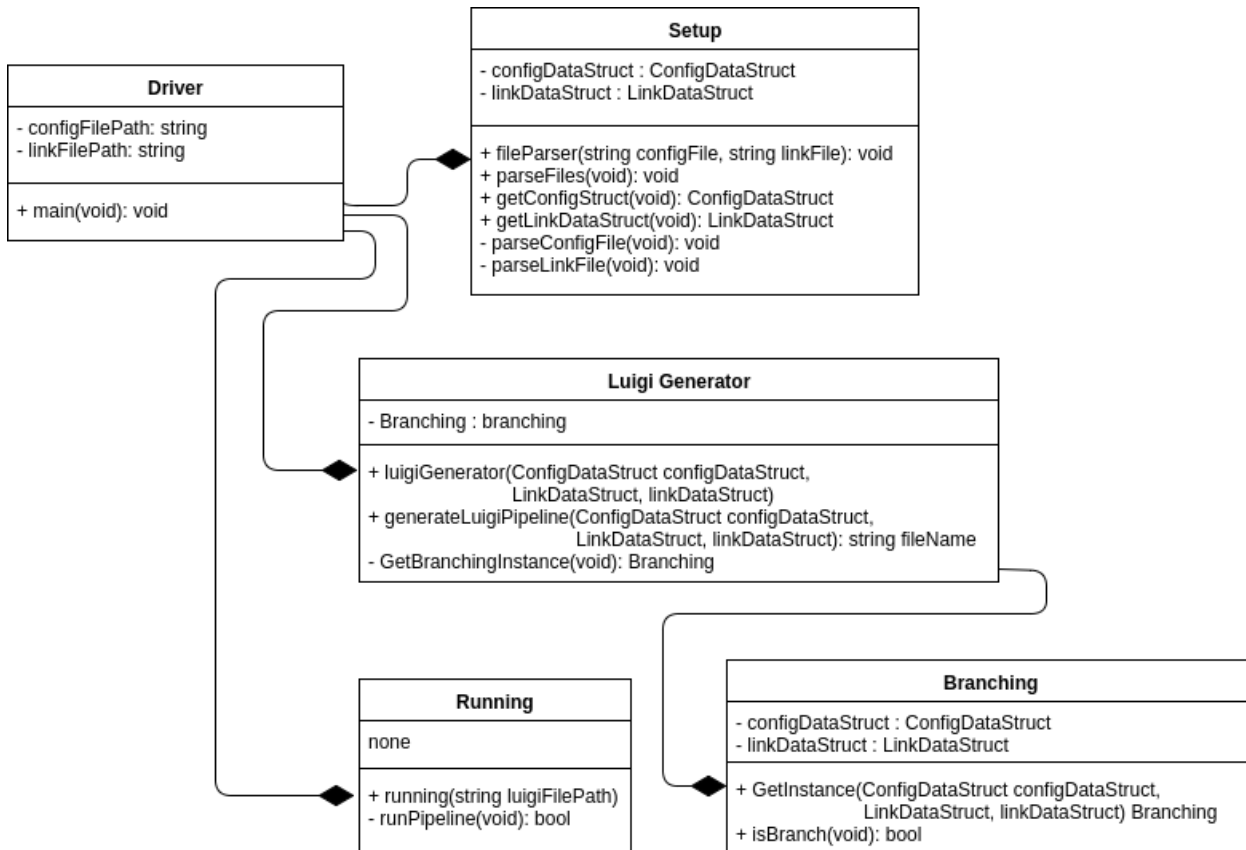 Driver
- configFilePath: string
- linkFilePath: string
+ main(void): void
Setup
- configDataStruct : ConfigDataStruct
- linkDataStruct : LinkDataStruct
+ fileParser(string configFile, string linkFile): void
+ parseFiles(void): void
+ getConfigStruct(void): ConfigDataStruct
+ getLinkDataStruct(void): LinkDataStruct
- parseConfigFile(void): void
- parseLinkFile(void): void
Luigi Generator
- Branching : branching
+ luigiGenerator(ConfigDataStruct configDataStruct,
LinkDataStruct, linkDataStruct)
+ generateLuigiPipeline(ConfigDataStruct configDataStruct,
LinkDataStruct, linkDataStruct): string fileName
- GetBranchingInstance(void): Branching
Running
none
+ running(string luigiFilePath)
- runPipeline(void): bool
Branching
- configDataStruct : ConfigDataStruct
- linkDataStruct : LinkDataStruct
+ GetInstance(ConfigDataStruct configDataStruct,
LinkDataStruct, linkDataStruct) Branching
+ isBranch(void): bool